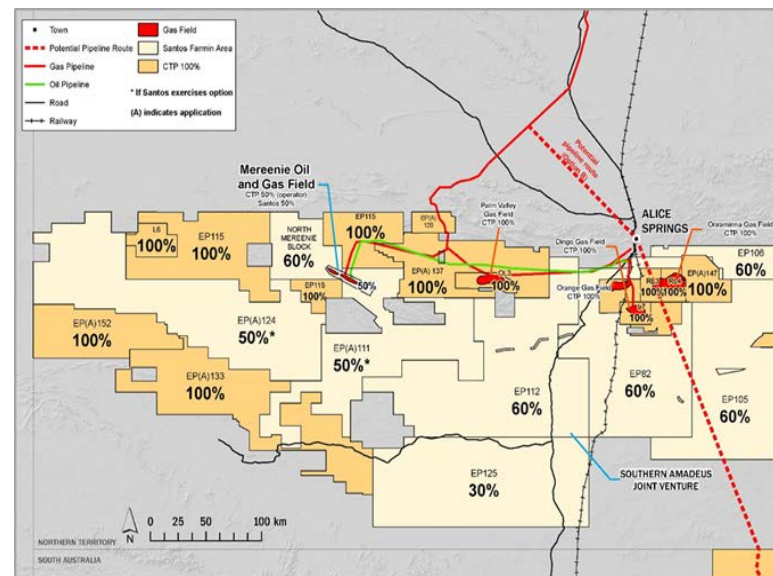 Town
Potential Pipeline Route
Gas Pipeline
Oil Pipeline
Road
Railway
Gas Field
Santos Farmin Area
CTP 100%
* If Santos exercises option
(A) indicates application
Mereenie Oil
and Gas Field
CTP 50% (operation
Santos 50%
Potential
pipeline route
Palm Valley
Gas Field
CTP 100%
ALICE
SPRINGS
Ooraminna Gas Field
CTP 100%
Dingo Gas Field
CTP 100%
Orange Gas Field
CTP 100%
L6
100%
EP115
100%
NORTH
MEREENIE
BLOCK
60%
EP115
100%
EP(A)
120
EP115
100%
50%
EP(A) 137
100%
OL3
100%
100%
100%
EP(A)147
100%
EP106
60%
100%
EP(A)152
100%
EP(A)124
50%*
EP(A)133
100%
EP(A)111
50%*
EP112
60%
EP82
60%
EP105
60%
EP125
30%
SOUTHERN AMADEUS
JOINT VENTURE
N
0 25 50 100 km
NORTHERN TERRITORY
SOUTH AUSTRALIA